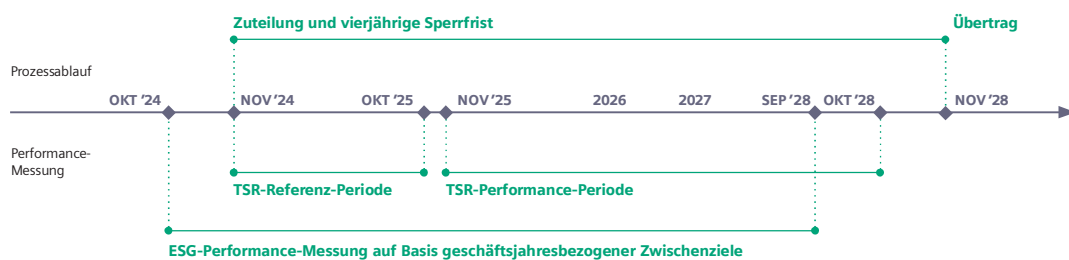 Zuteilung und vierjährige Sperrfrist
Übertrag
Prozessablauf
OKT ’24
NOV ’24
OKT ’25
NOV ’25
2026
2027
SEP ’28
OKT ’28
NOV ’28
Performance-
Messung
TSR-Referenz-Periode
TSR-Performance-Periode
ESG-Performance-Messung auf Basis geschäftsjahresbezogener Zwischenziele